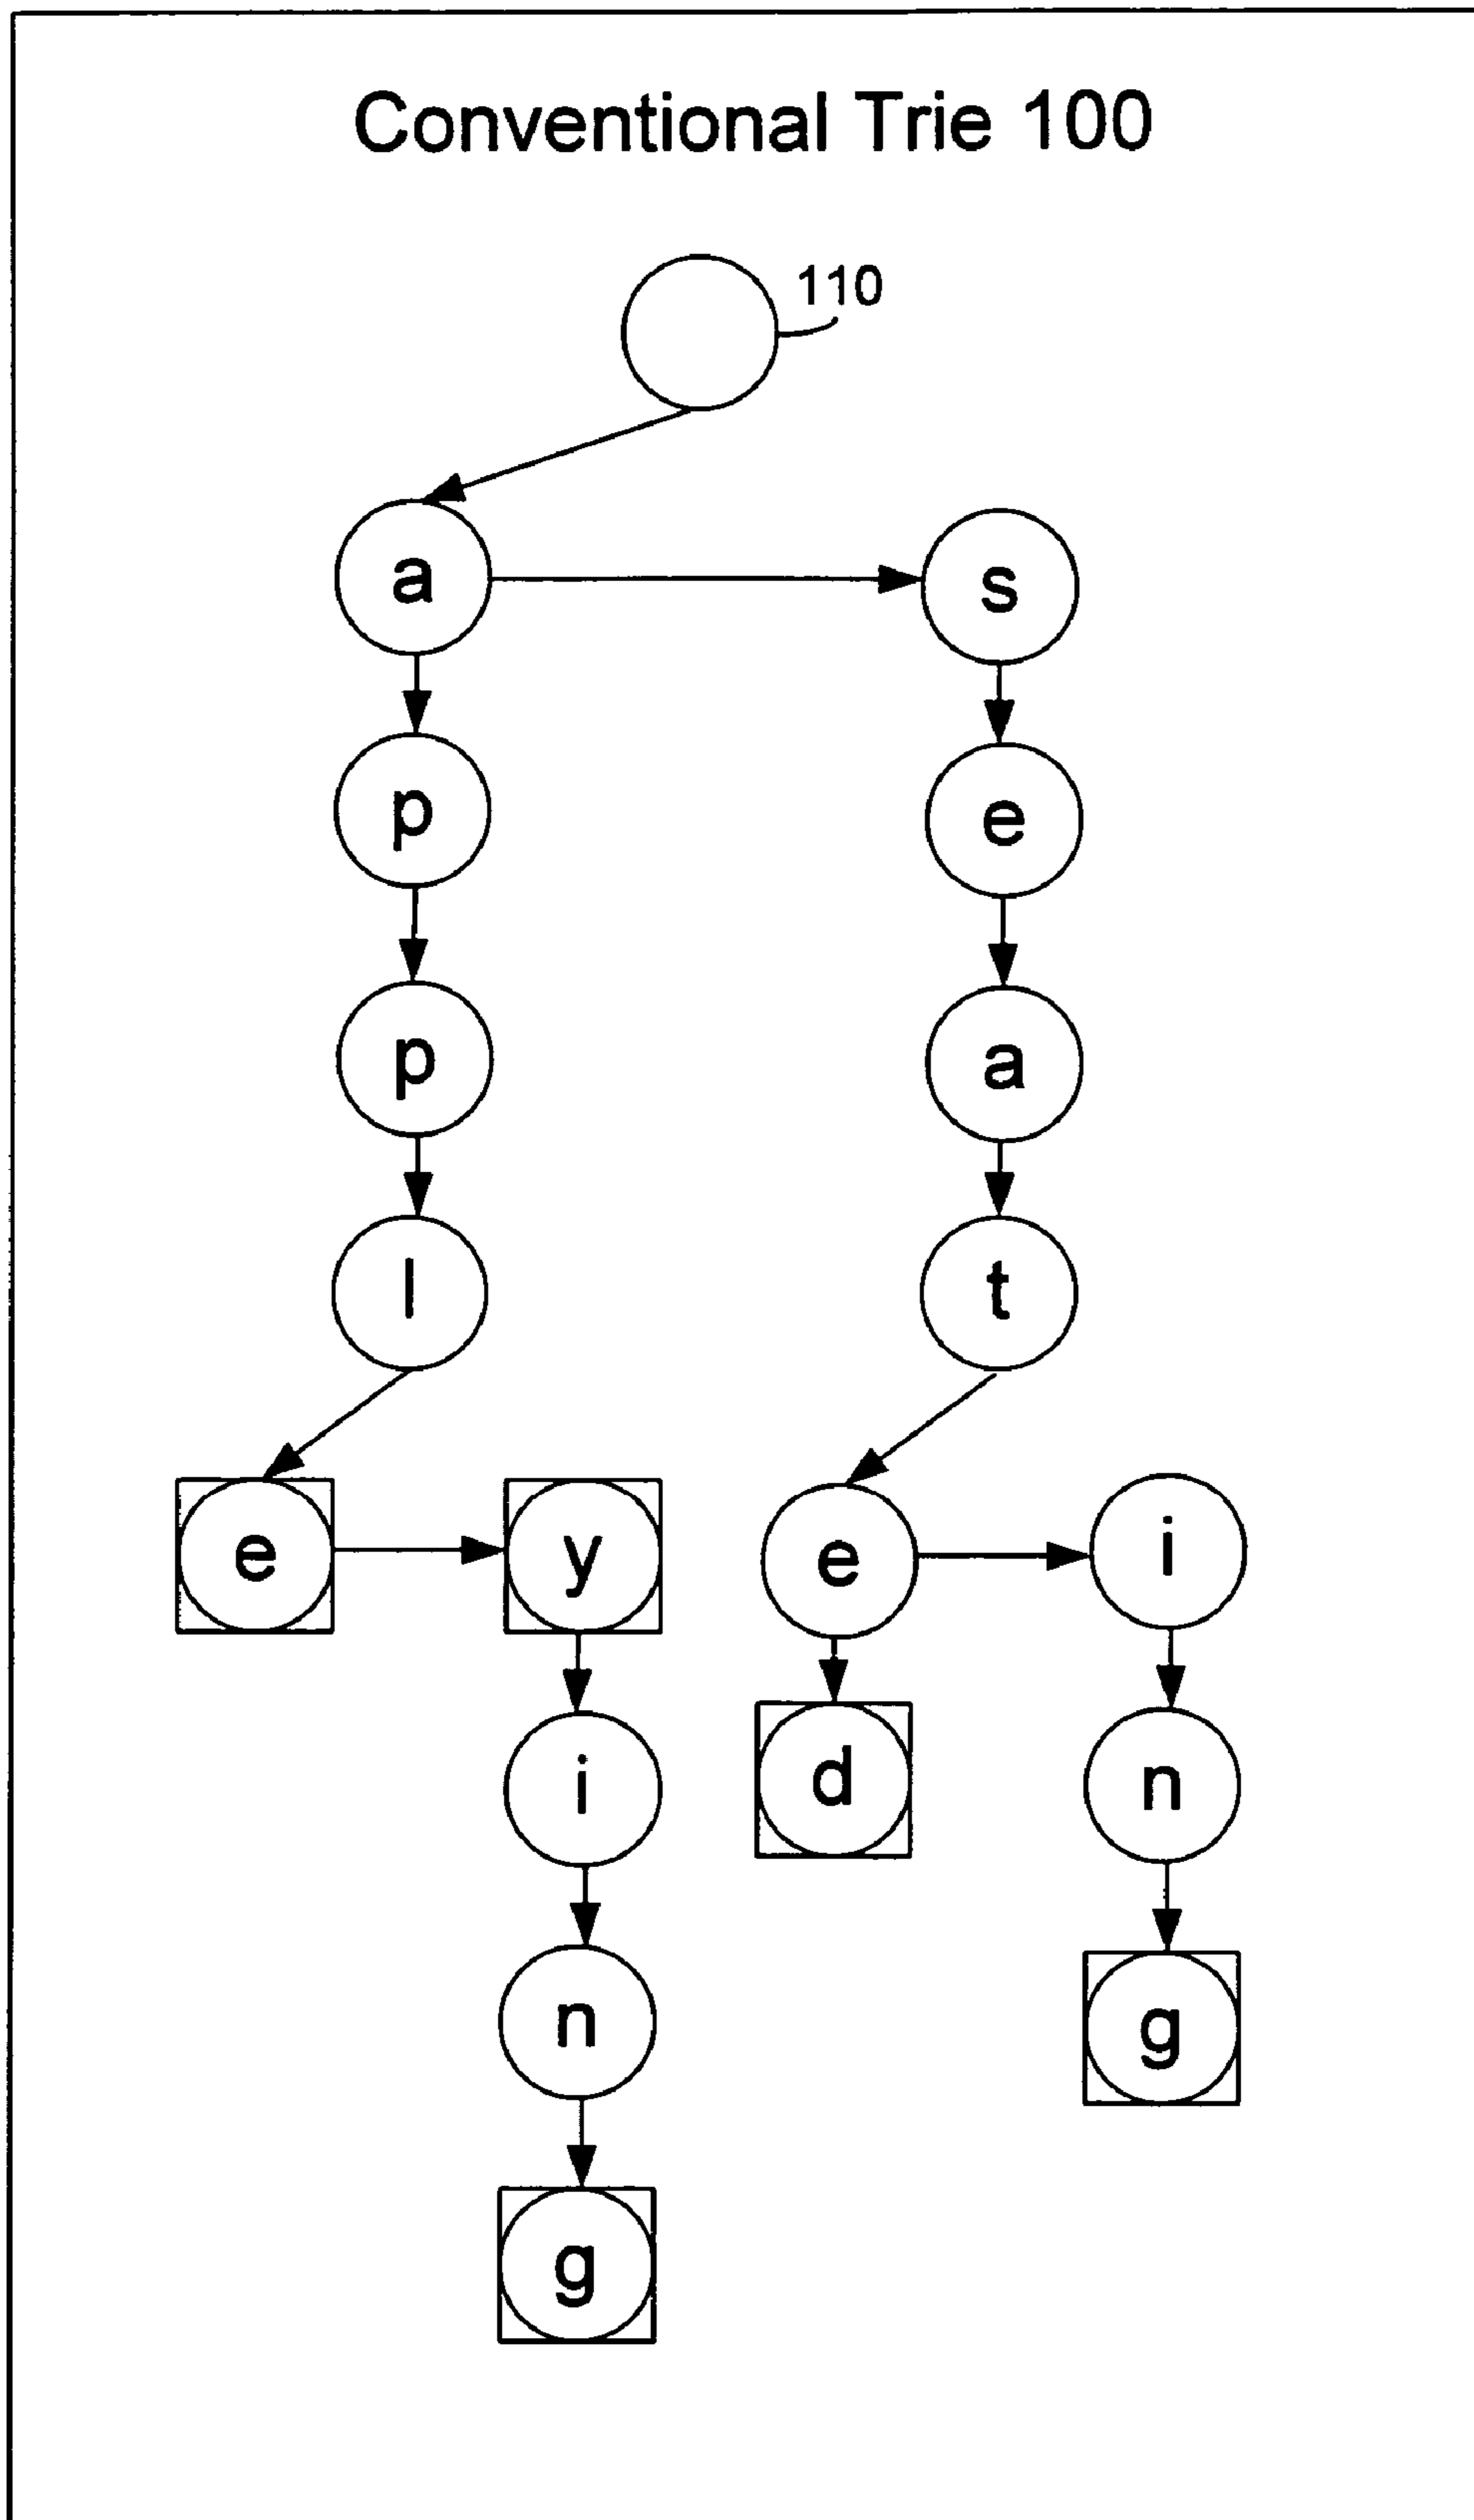 Conventional Trie 100
110
a s
p e
p a
l t
e y e i
i d n
n g
g